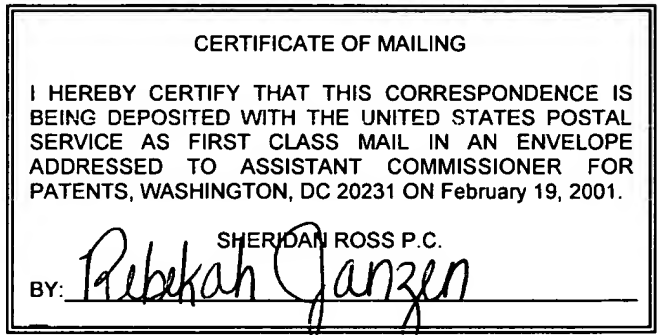 CERTIFICATE OF MAILING
I HEREBY CERTIFY THAT THIS CORRESPONDENCE IS
BEING DEPOSITED WITH THE UNITED STATES POSTAL
SERVICE AS FIRST CLASS MAIL IN AN ENVELOPE
ADDRESSED TO ASSISTANT COMMISSIONER FOR
PATENTS, WASHINGTON, DC 20231 ON February 19, 2001.
SHERIDAN ROSS P.C.
BY: Rebekah Janzen